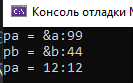 Консоль отладки M
pa = &a:99
pb = &b:44
pa = 12:12